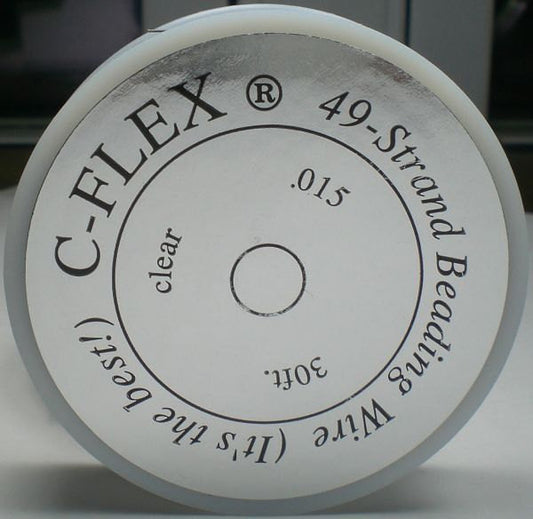 C-FLEX ® 49-Strand Beading Wire (It's the best!)
clear
.015
30ft.